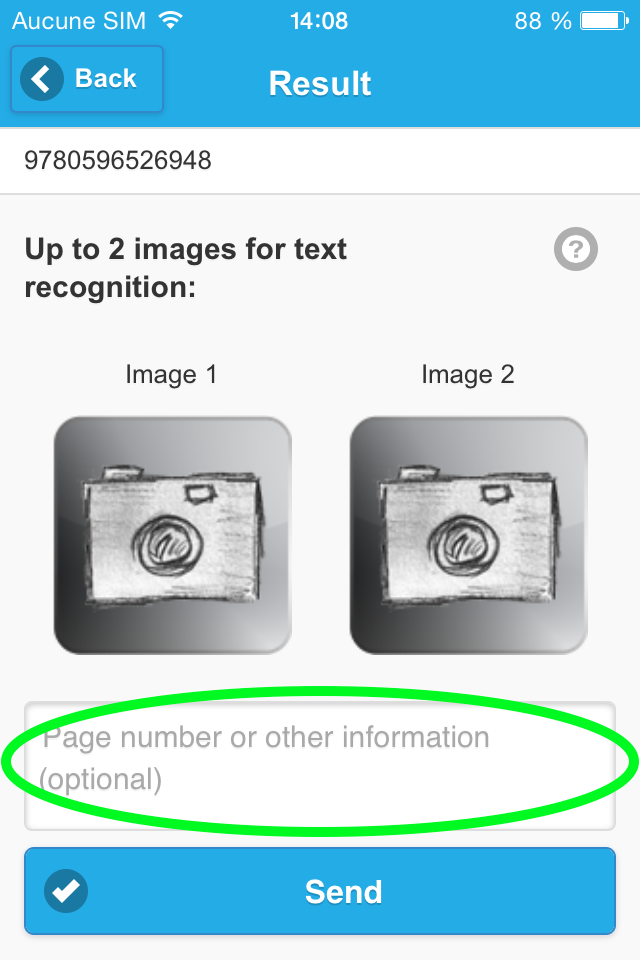 Aucune SIM 14:08 88 %
Back Result
9780596526948
Up to 2 images for text
recognition:
?
Image 1 Image 2
Page number or other information
(optional)
Send